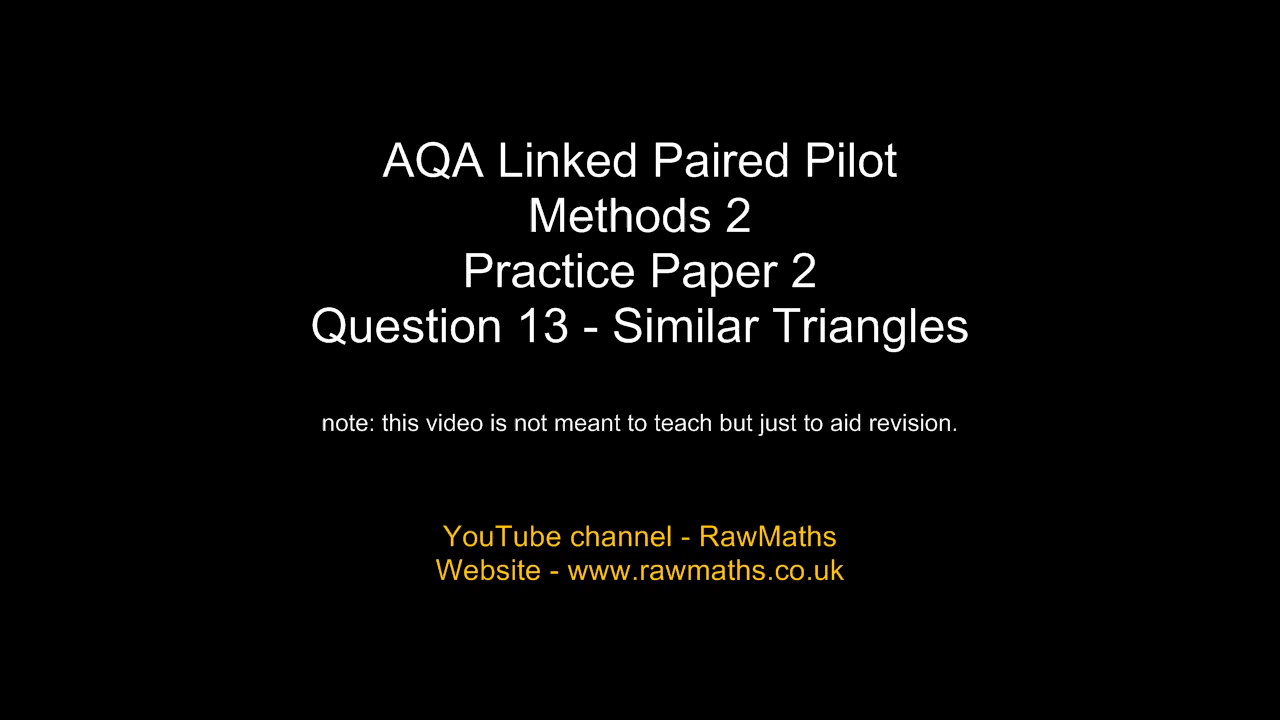 AQA Linked Paired Pilot
Methods 2
Practice Paper 2
Question 13 - Similar Triangles
note: this video is not meant to teach but just to aid revision.
YouTube channel - RawMaths
Website - www.rawmaths.co.uk